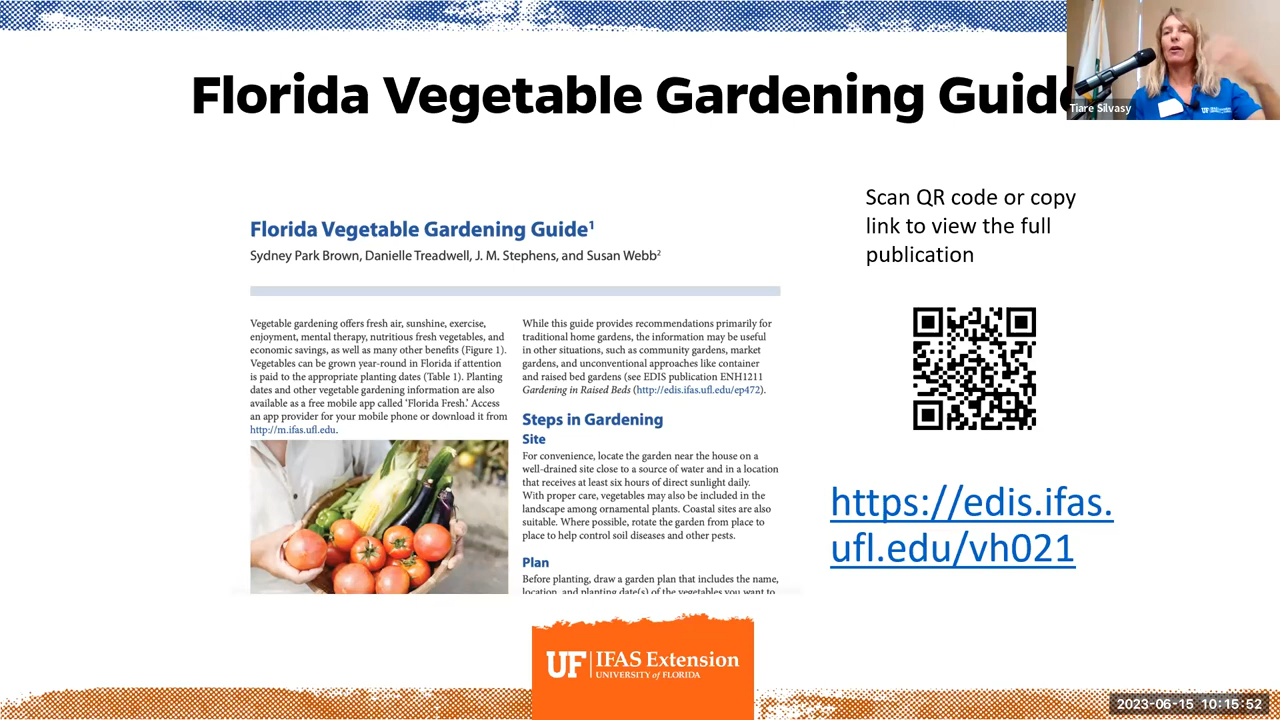 Florida Vegetable Gardening Guid
Tiare Silvasy
UF
Scan QR code or copy
link to view the full
publication
Florida Vegetable Gardening Guide¹
Sydney Park Brown, Danielle Treadwell, J. M. Stephens, and Susan Webb²
Vegetable gardening offers fresh air, sunshine, exercise,
enjoyment, mental therapy, nutritious fresh vegetables, and
economic savings, as well as many other benefits (Figure 1).
Vegetables can be grown year-round in Florida if attention
is paid to the appropriate planting dates (Table 1). Planting
dates and other vegetable gardening information are also
available as a free mobile app called ‘Florida Fresh.’ Access
an app provider for your mobile phone or download it from
http://m.ifas.ufl.edu.
While this guide provides recommendations primarily for
traditional home gardens, the information may be useful
in other situations, such as community gardens, market
gardens, and unconventional approaches like container
and raised bed gardens (see EDIS publication ENH1211
Gardening in Raised Beds (http://edis.ifas.ufl.edu/ep472).
Steps in Gardening
Site
For convenience, locate the garden near the house on a
well-drained site close to a source of water and in a location
that receives at least six hours of direct sunlight daily.
With proper care, vegetables may also be included in the
landscape among ornamental plants. Coastal sites are also
suitable. Where possible, rotate the garden from place to
place to help control soil diseases and other pests.
Plan
Before planting, draw a garden plan that includes the name,
location, and planting date(s) of the vegetables you want to
https://edis.ifas.
ufl.edu/vh021
UF IFAS Extension
UNIVERSITY of FLORIDA
2023-06-15 10:15:52